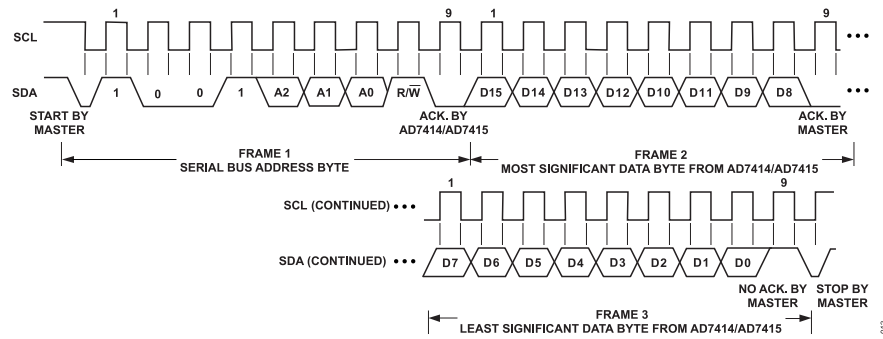 1 9 1 9
SCL
SDA 1 0 0 1 A2 A1 A0 R/W D15 D14 D13 D12 D11 D10 D9 D8
START BY MASTER
ACK. BY AD7414/AD7415
ACK. BY MASTER
FRAME 1
SERIAL BUS ADDRESS BYTE
FRAME 2
MOST SIGNIFICANT DATA BYTE FROM AD7414/AD7415
1 9
SCL (CONTINUED)
SDA (CONTINUED) D7 D6 D5 D4 D3 D2 D1 D0
NO ACK. BY MASTER
STOP BY MASTER
FRAME 3
LEAST SIGNIFICANT DATA BYTE FROM AD7414/AD7415